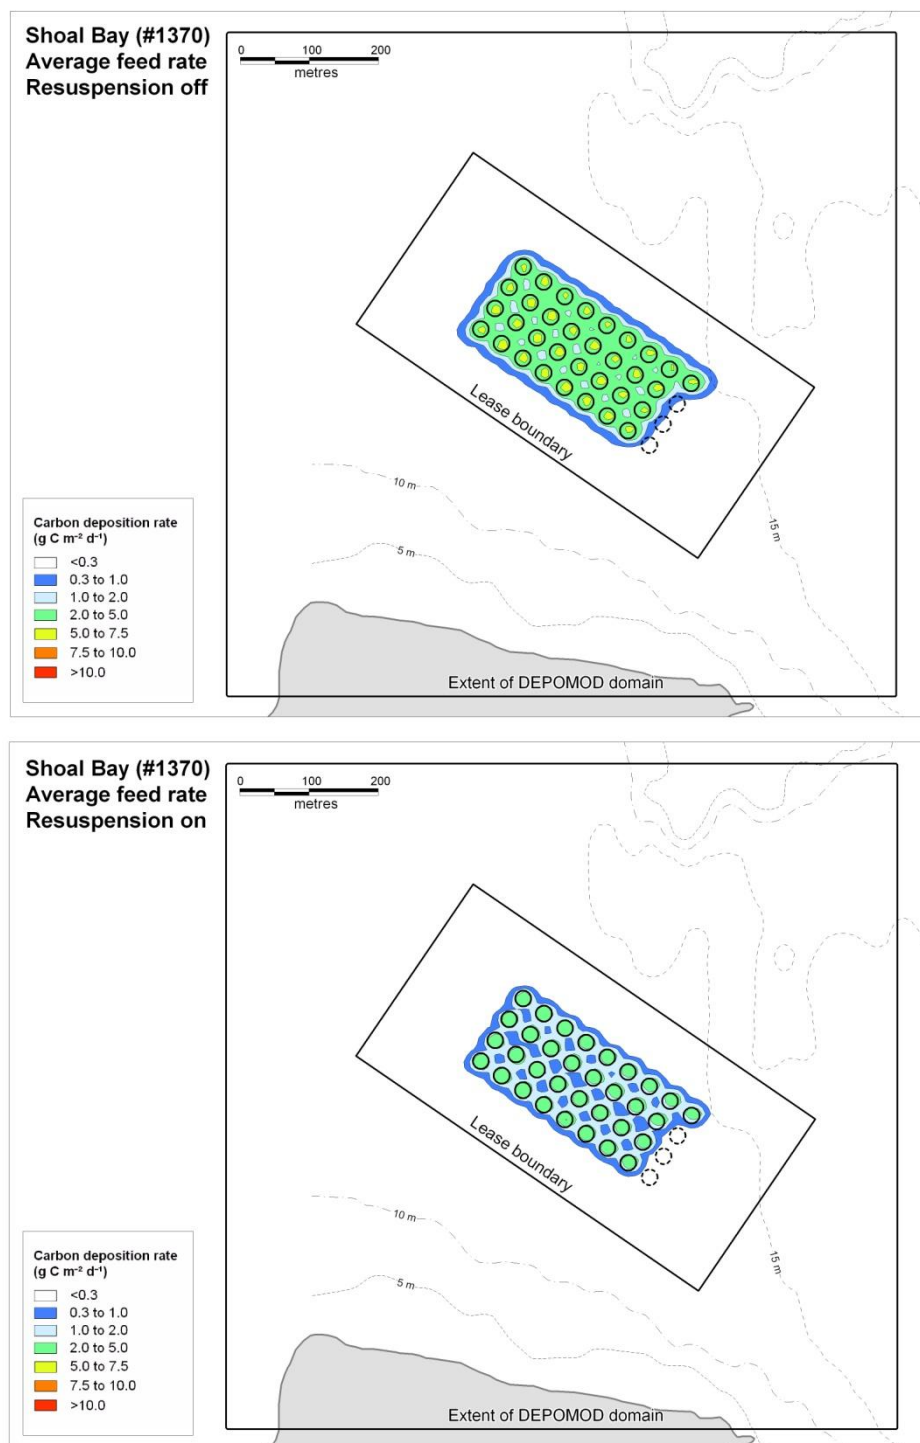 Shoal Bay (#1370)
Average feed rate
Resuspension off
0 100 200
metres
Lease boundary
10 m
15 m
5 m
Carbon deposition rate
(g C m⁻² d⁻¹)
<0.3
0.3 to 1.0
1.0 to 2.0
2.0 to 5.0
5.0 to 7.5
7.5 to 10.0
>10.0
Extent of DEPOMOD domain
Shoal Bay (#1370)
Average feed rate
Resuspension on
0 100 200
metres
Lease boundary
10 m
15 m
5 m
Carbon deposition rate
(g C m⁻² d⁻¹)
<0.3
0.3 to 1.0
1.0 to 2.0
2.0 to 5.0
5.0 to 7.5
7.5 to 10.0
>10.0
Extent of DEPOMOD domain